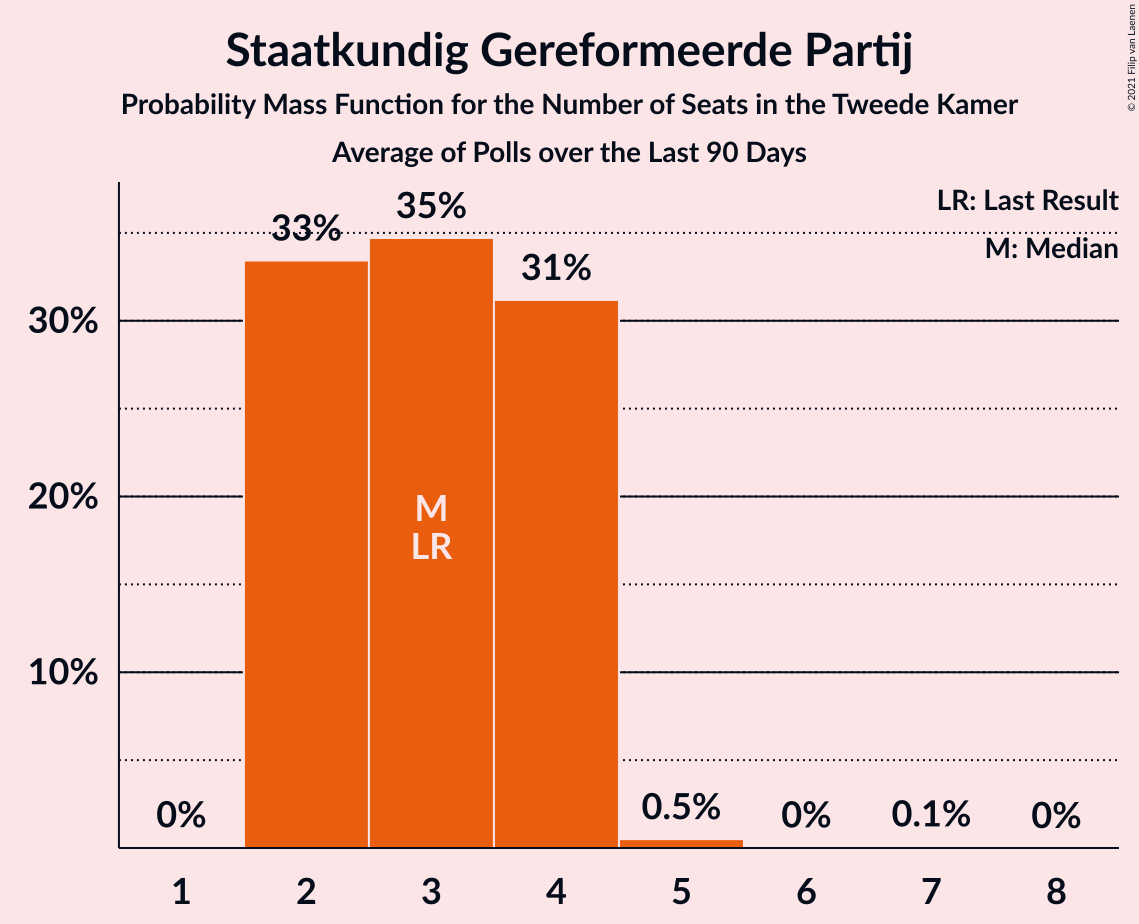 Staatkundig Gereformeerde Partij
Probability Mass Function for the Number of Seats in the Tweede Kamer
Average of Polls over the Last 90 Days
© 2021 Filip van Laenen
LR: Last Result
M: Median
33%
35%
31%
30%
20%
10%
M
LR
0%
0.5%
0%
0.1%
0%
1
2
3
4
5
6
7
8